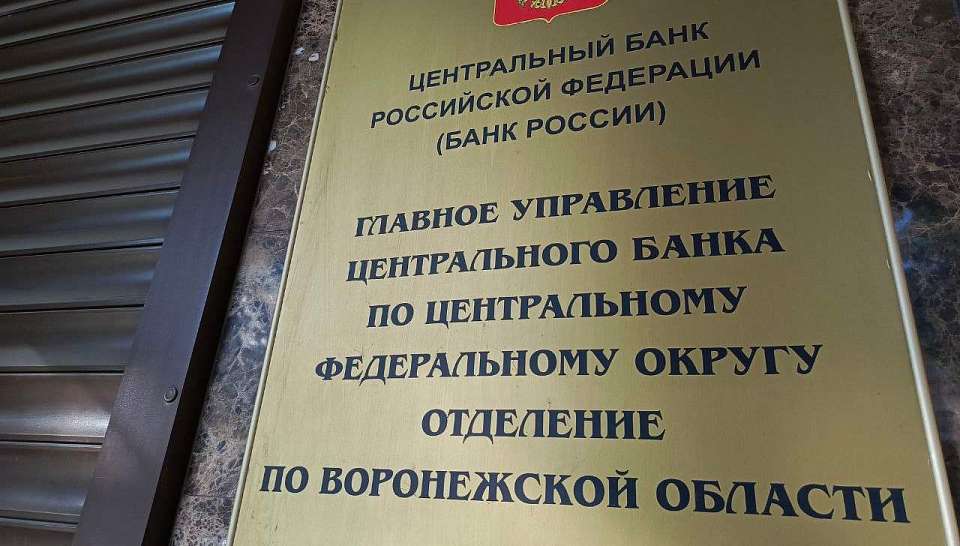 ЦЕНТРАЛЬНЫЙ БАНК
РОССИЙСКОЙ ФЕДЕРАЦИИ
(БАНК РОССИИ)
ГЛАВНОЕ УПРАВЛЕНИЕ
ЦЕНТРАЛЬНОГО БАНКА
ПО ЦЕНТРАЛЬНОМУ
ФЕДЕРАЛЬНОМУ ОКРУГУ
ОТДЕЛЕНИЕ
ПО ВОРОНЕЖСКОЙ ОБЛАСТИ